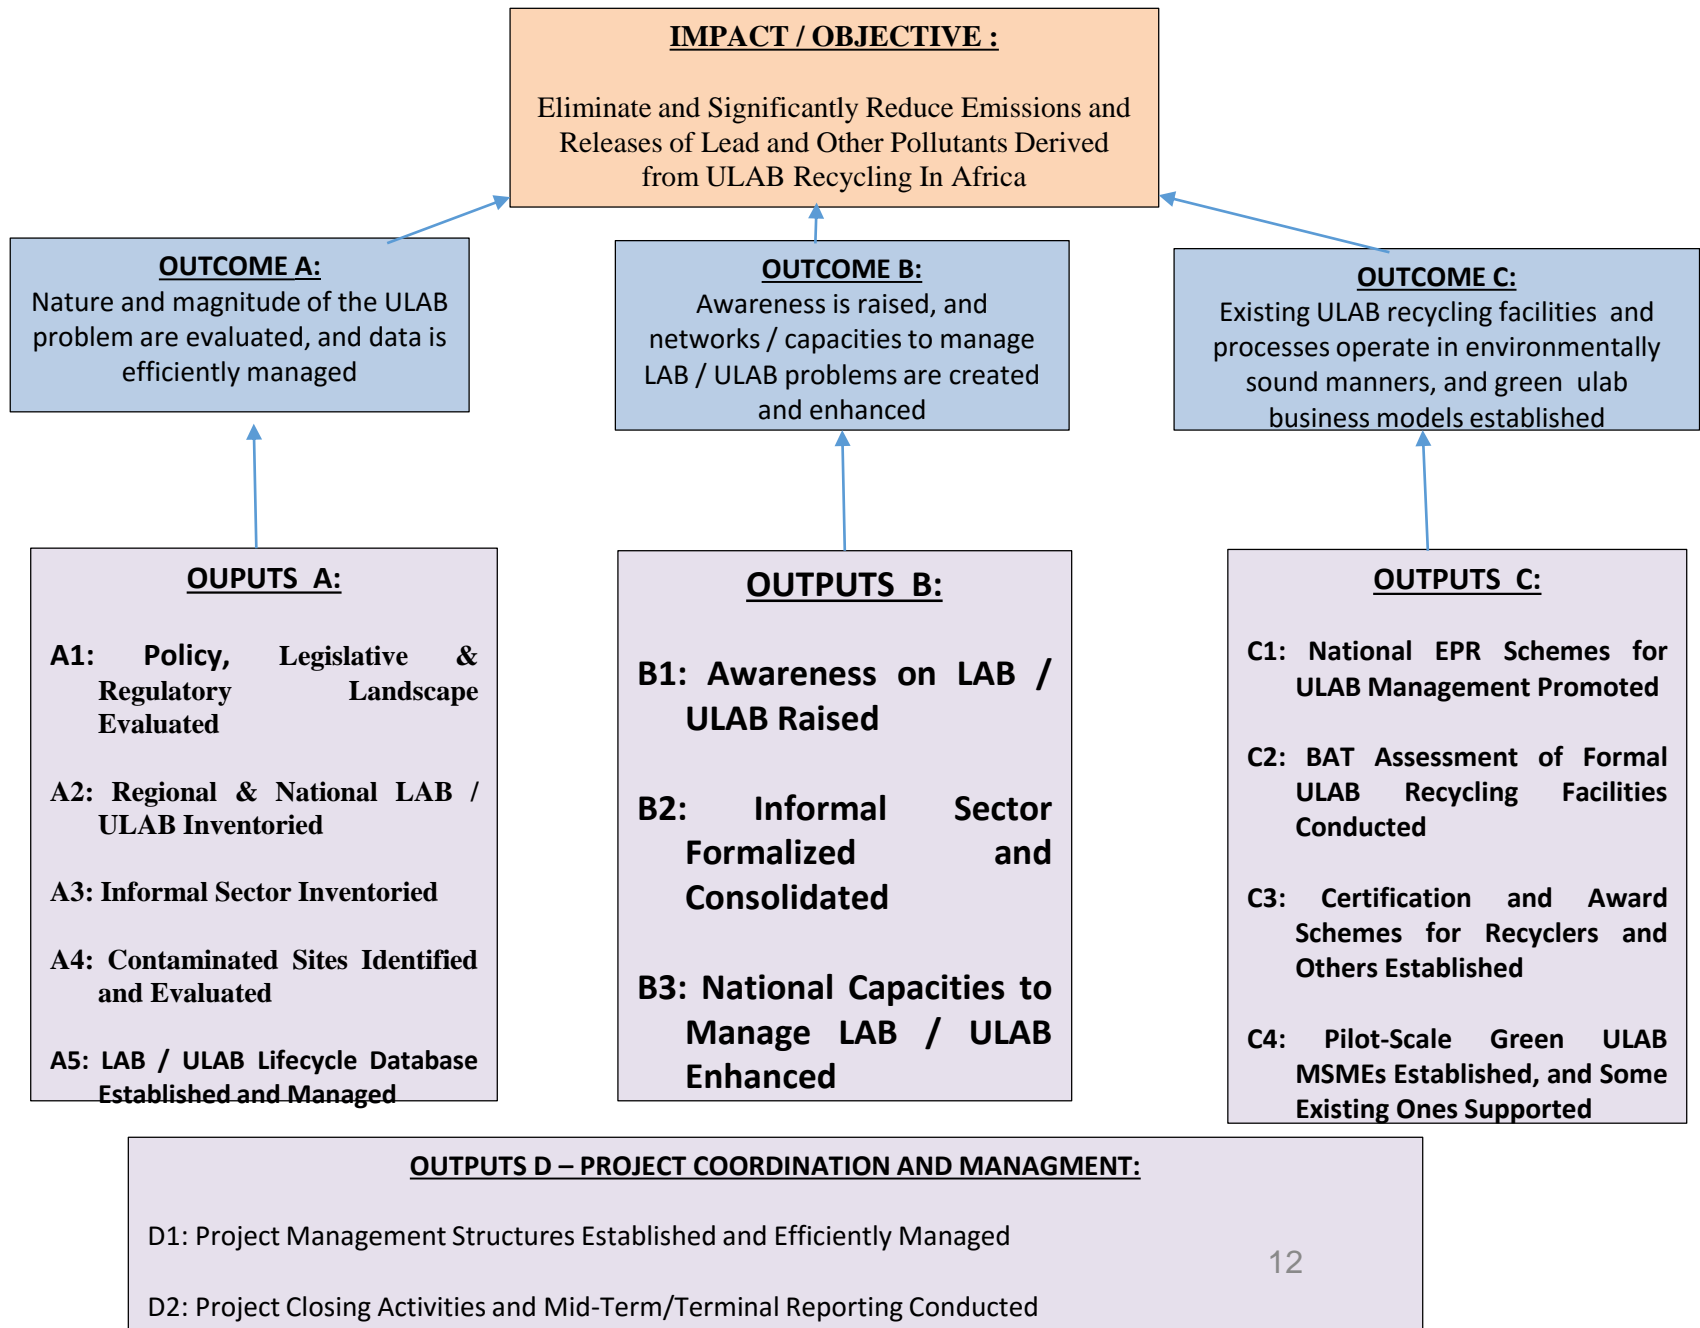 IMPACT / OBJECTIVE :
Eliminate and Significantly Reduce Emissions and
Releases of Lead and Other Pollutants Derived
from ULAB Recycling In Africa
OUTCOME A:
Nature and magnitude of the ULAB
problem are evaluated, and data is
efficiently managed
OUTCOME B:
Awareness is raised, and
networks / capacities to manage
LAB / ULAB problems are created
and enhanced
OUTCOME C:
Existing ULAB recycling facilities and
processes operate in environmentally
sound manners, and green ulab
business models established
OUPUTS A:
A1: Policy, Legislative &
Regulatory Landscape
Evaluated
A2: Regional & National LAB /
ULAB Inventoried
A3: Informal Sector Inventoried
A4: Contaminated Sites Identified
and Evaluated
A5: LAB / ULAB Lifecycle Database
Established and Managed
OUTPUTS B:
B1: Awareness on LAB /
ULAB Raised
B2: Informal Sector
Formalized and
Consolidated
B3: National Capacities to
Manage LAB / ULAB
Enhanced
OUTPUTS C:
C1: National EPR Schemes for
ULAB Management Promoted
C2: BAT Assessment of Formal
ULAB Recycling Facilities
Conducted
C3: Certification and Award
Schemes for Recyclers and
Others Established
C4: Pilot-Scale Green ULAB
MSMEs Established, and Some
Existing Ones Supported
OUTPUTS D – PROJECT COORDINATION AND MANAGMENT:
D1: Project Management Structures Established and Efficiently Managed
12
D2: Project Closing Activities and Mid-Term/Terminal Reporting Conducted